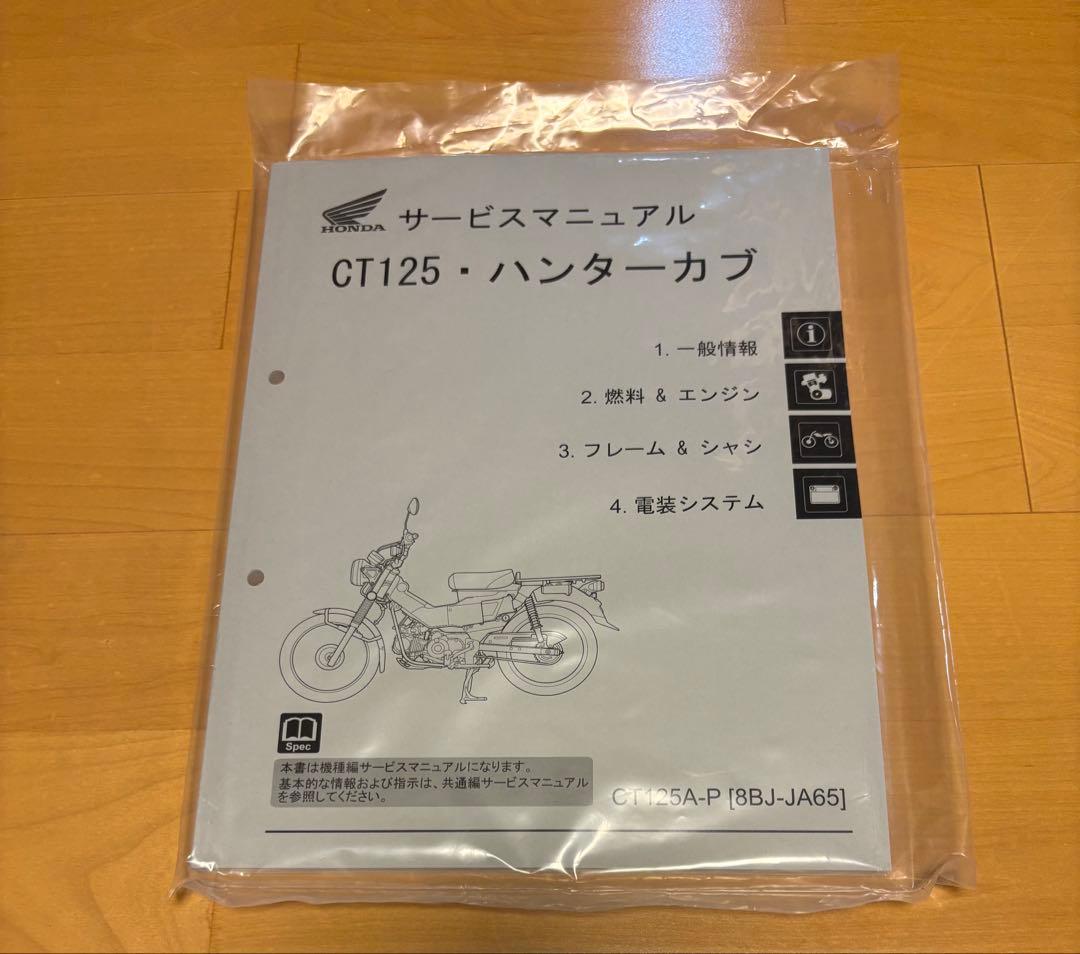 HONDA サービスマニュアル
CT125・ハンターカブ
1. 一般情報
2. 燃料 & エンジン
3. フレーム & シャシ
4. 電装システム
Spec
本書は機種編サービスマニュアルになります。
基本的な情報および指示は、共通編サービスマニュアル
を参照してください。
CT125A-P [8BJ-JA65]